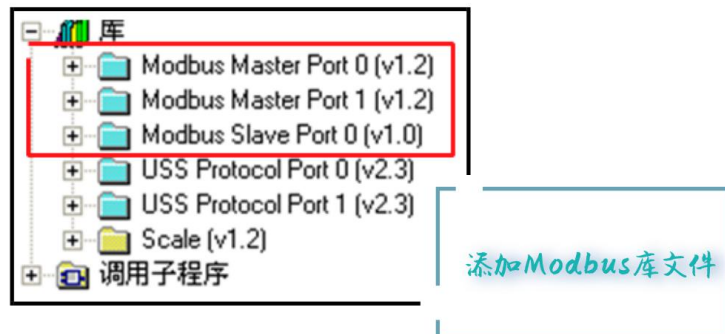 库
Modbus Master Port 0 (v1.2)
Modbus Master Port 1 (v1.2)
Modbus Slave Port 0 (v1.0)
USS Protocol Port 0 (v2.3)
USS Protocol Port 1 (v2.3)
Scale (v1.2)
调用子程序
添加Modbus库文件